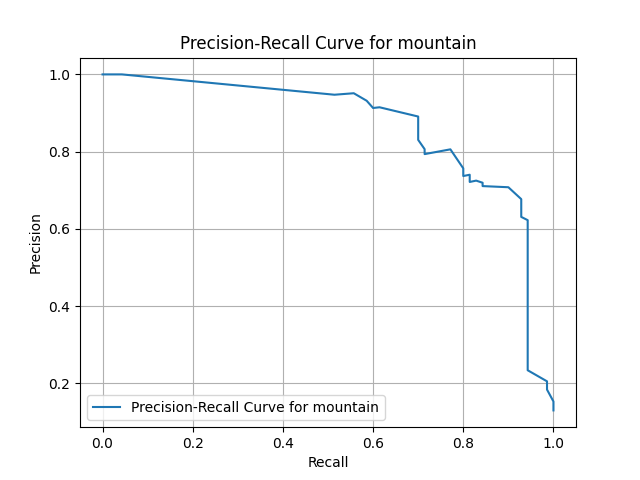 Precision-Recall Curve for mountain
1.0
0.8
0.6
0.4
0.2
Precision
Precision-Recall Curve for mountain
0.0 0.2 0.4 0.6 0.8 1.0
Recall